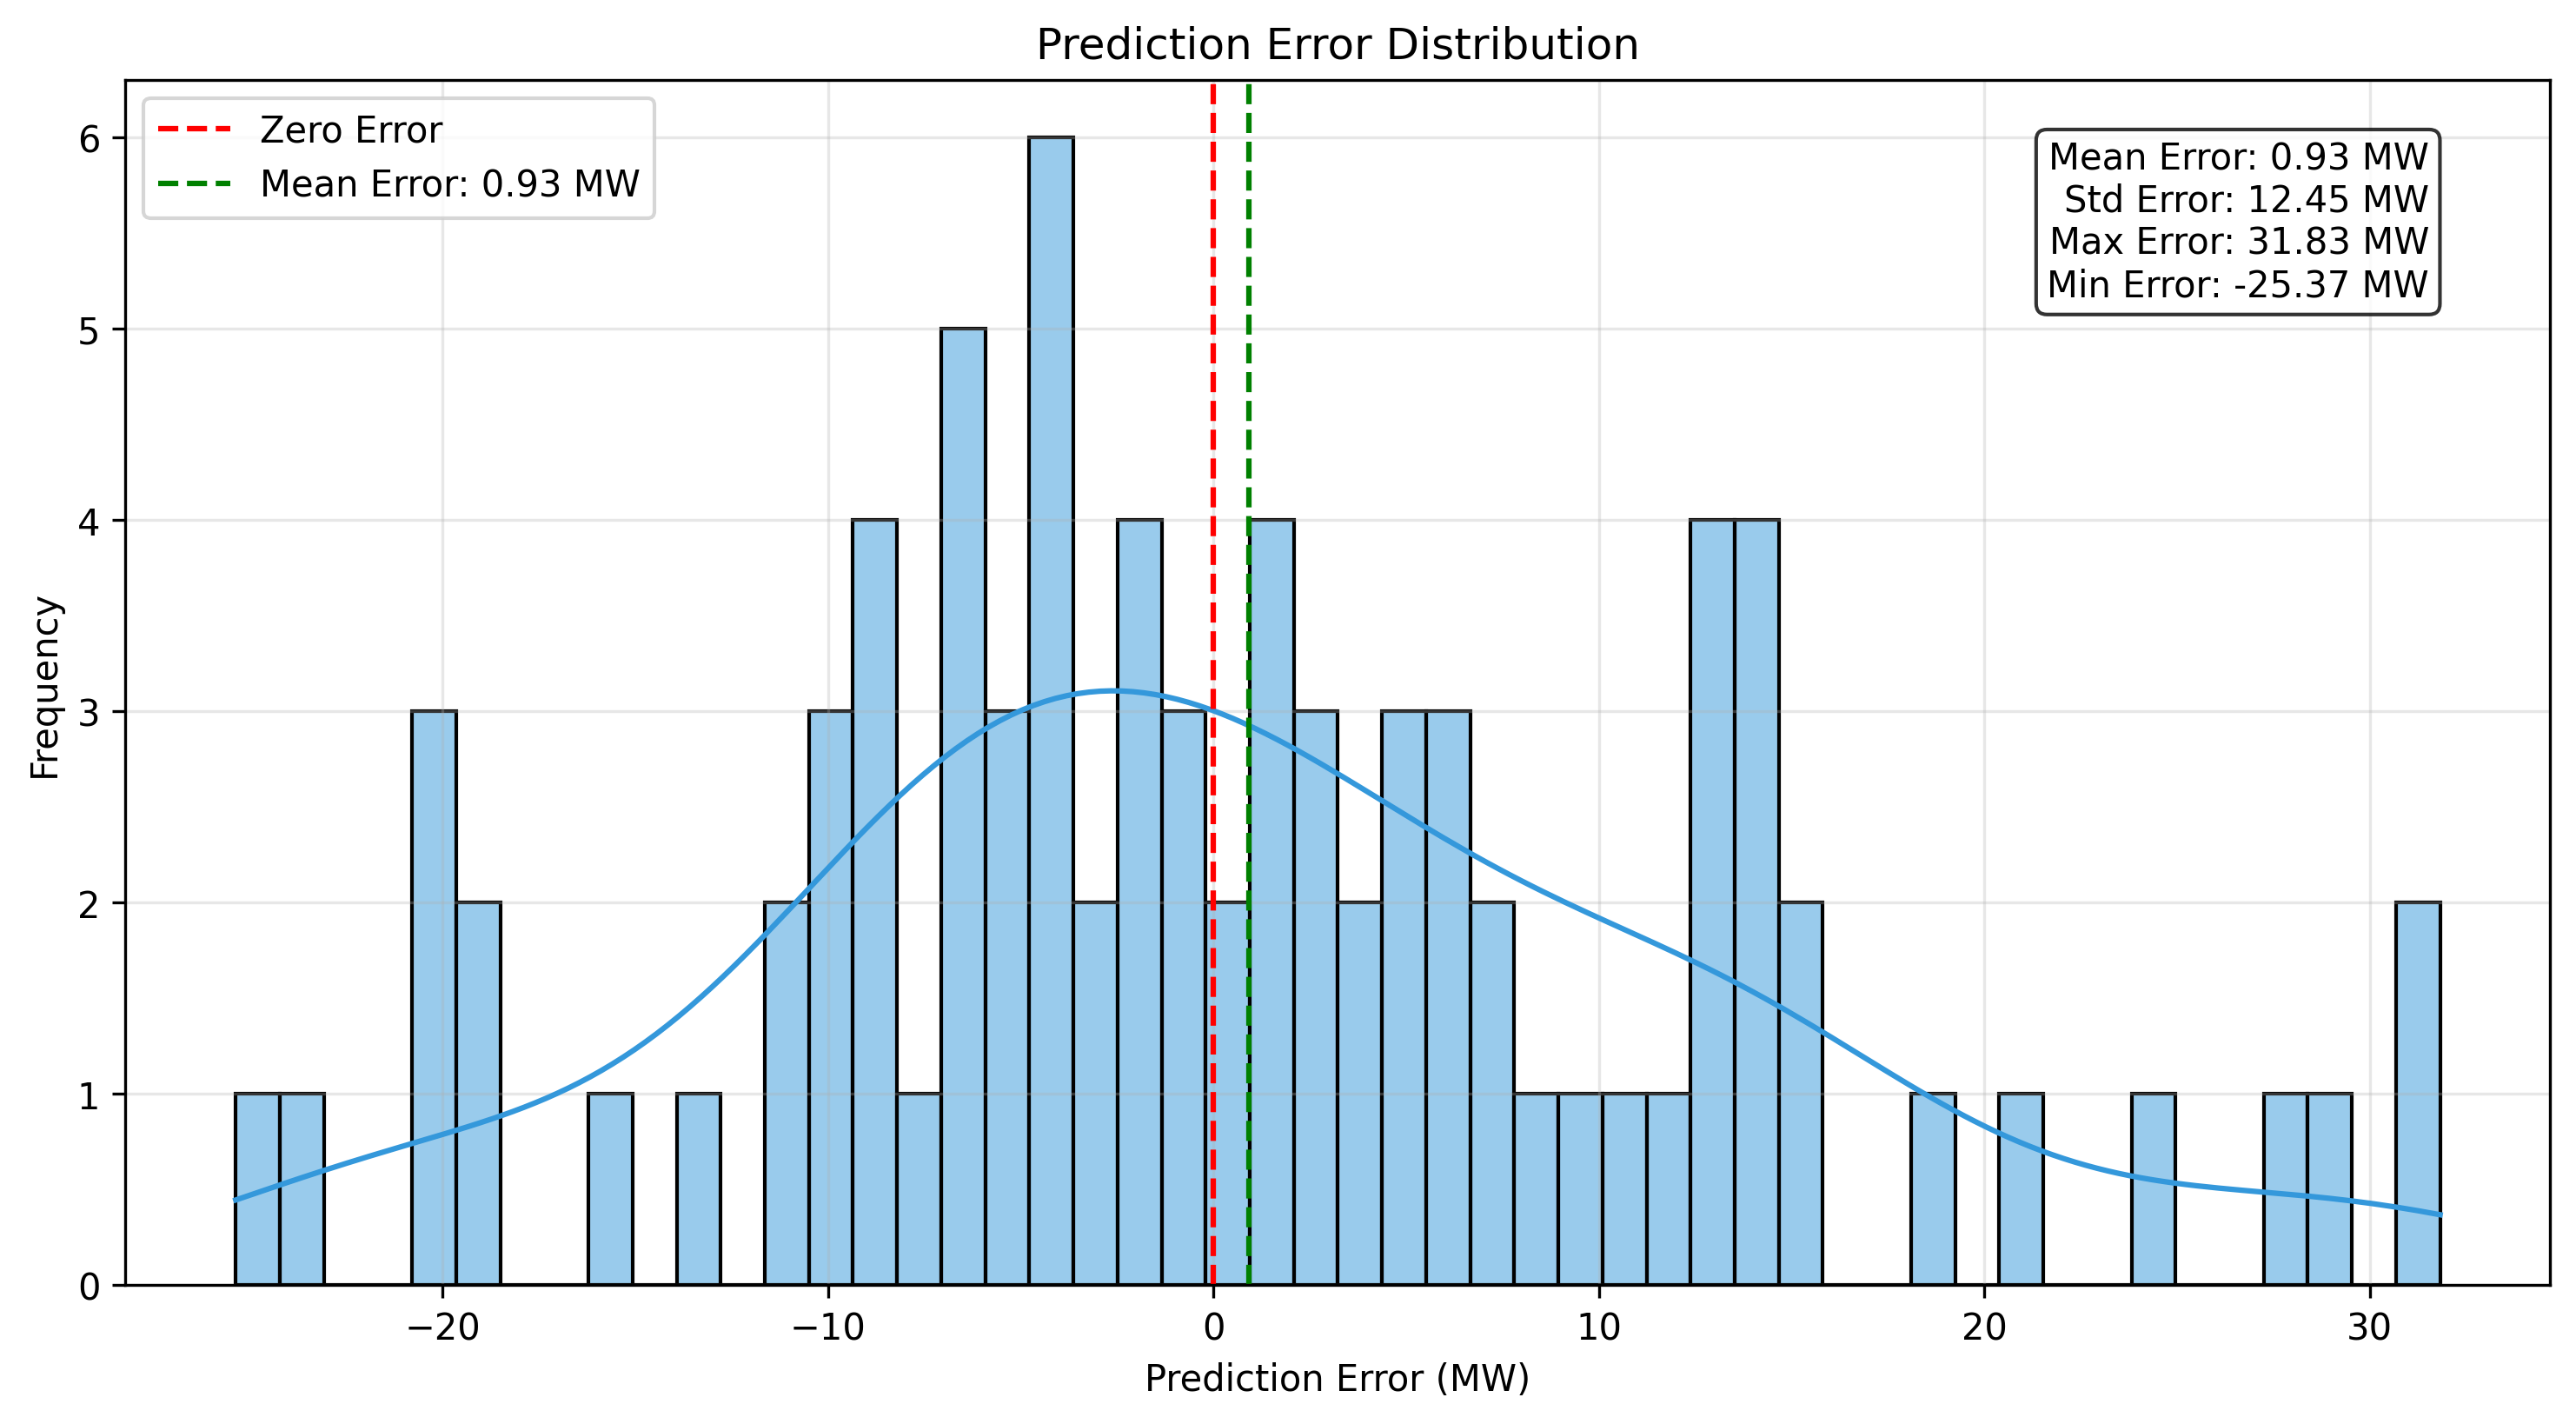 Prediction Error Distribution
Zero Error
Mean Error: 0.93 MW
Mean Error: 0.93 MW
Std Error: 12.45 MW
Max Error: 31.83 MW
Min Error: -25.37 MW
Frequency
6
5
4
3
2
1
0
−20 −10 0 10 20 30
Prediction Error (MW)